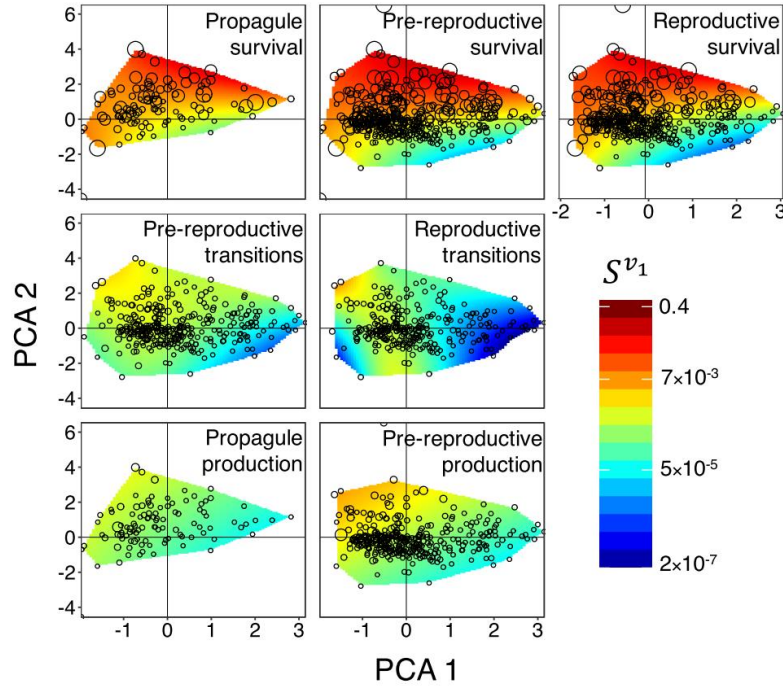 Propagule
survival
Pre-reproductive
survival
Reproductive
survival
6
4
2
0
-2
-4
-2 -1 0 1 2 3
Pre-reproductive
transitions
Reproductive
transitions
6
4
2
0
-2
-4
PCA 2
S^{v_1}
0.4
7×10⁻³
5×10⁻⁵
2×10⁻⁷
Propagule
production
Pre-reproductive
production
6
4
2
0
-2
-4
-1 0 1 2 3
-1 0 1 2 3
PCA 1